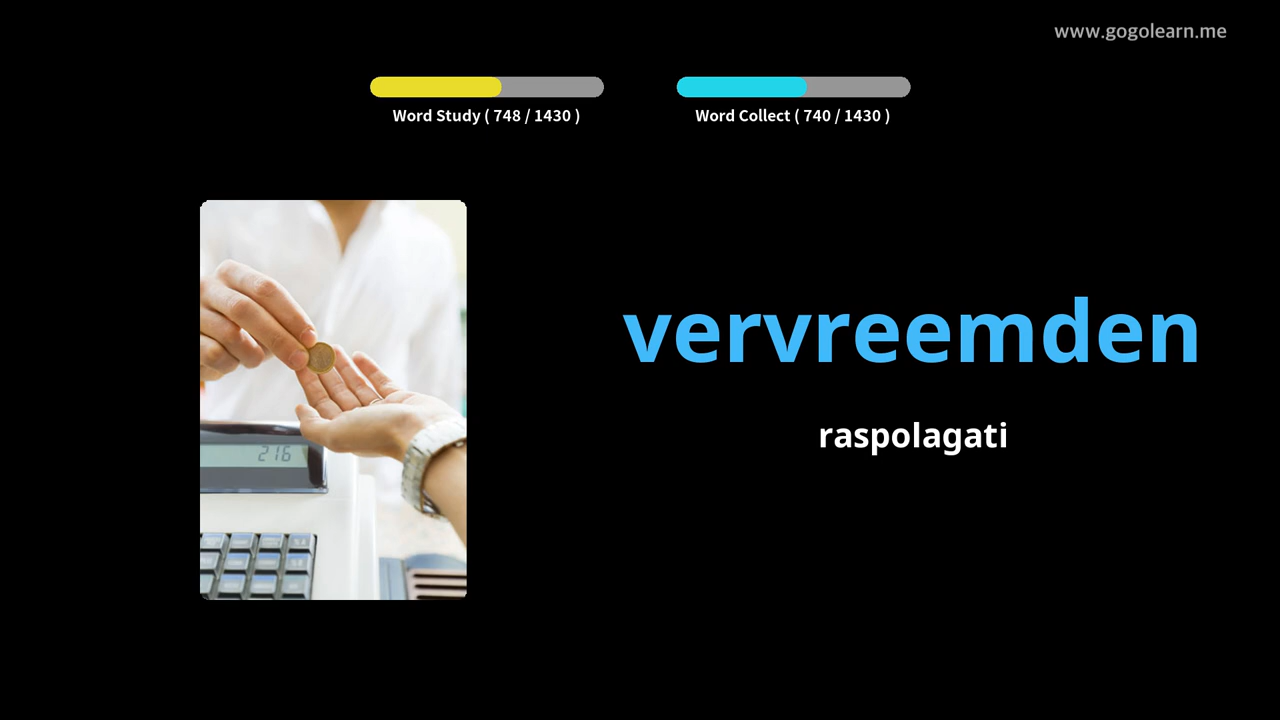 www.gogolearn.me
Word Study ( 748 / 1430 )
Word Collect ( 740 / 1430 )
vervreemden
raspolagati
216